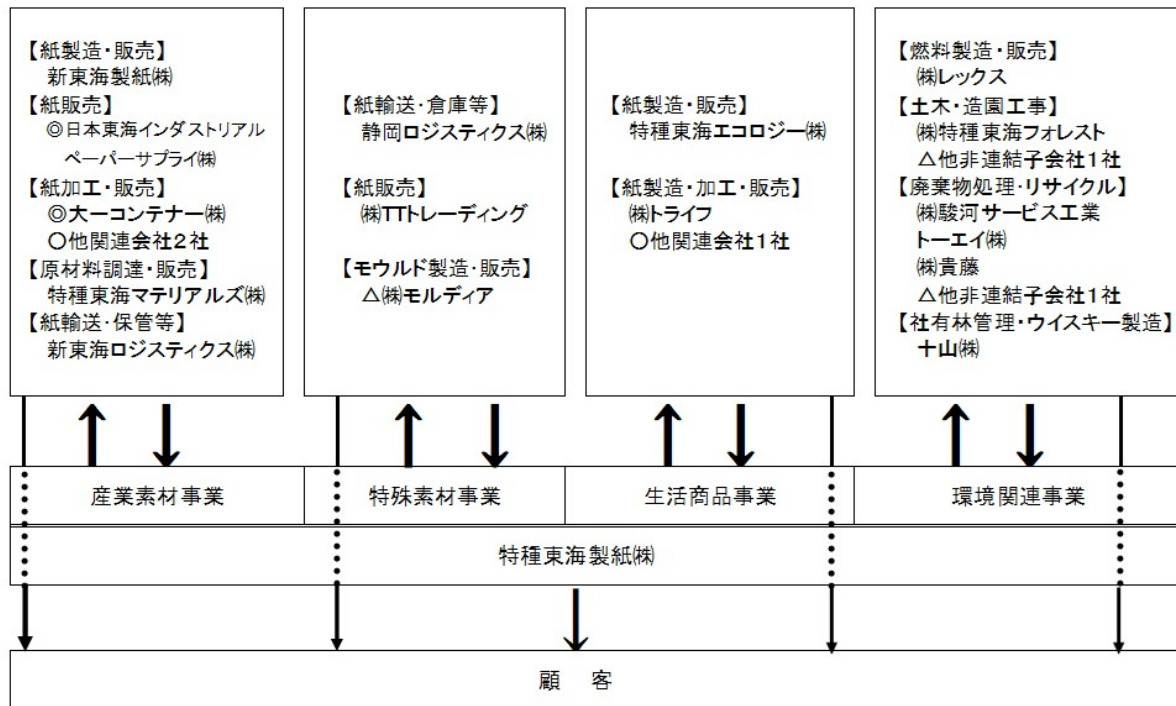 【紙製造・販売】
新東海製紙㈱
【紙販売】
◎日本東海インダストリアル
ペーパーサプライ㈱
【紙加工・販売】
◎大一コンテナー㈱
〇他関連会社2社
【原材料調達・販売】
特種東海マテリアルズ㈱
【紙輸送・保管等】
新東海ロジスティクス㈱
【紙輸送・倉庫等】
静岡ロジスティクス㈱
【紙販売】
㈱TTトレーディング
【モウルド製造・販売】
△㈱モルディア
【紙製造・販売】
特種東海エコロジー㈱
【紙製造・加工・販売】
㈱トライフ
〇他関連会社1社
【燃料製造・販売】
㈱レックス
【土木・造園工事】
㈱特種東海フォレスト
△他非連結子会社1社
【廃棄物処理・リサイクル】
㈱駿河サービス工業
トーエイ㈱
㈱貴藤
△他非連結子会社1社
【社有林管理・ウイスキー製造】
十山㈱
産業素材事業
特殊素材事業
生活商品事業
環境関連事業
特種東海製紙㈱
顧 客